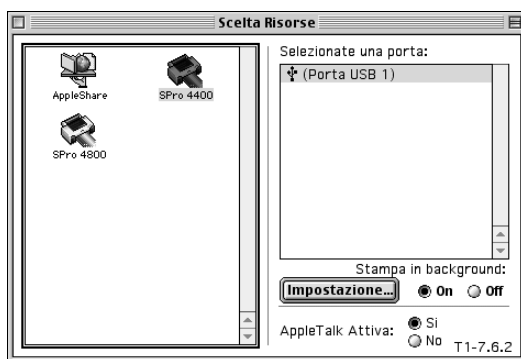 Scelta Risorse
AppleShare
SPro 4400
SPro 4800
Selezionate una porta:
(Porta USB 1)
Stampa in background:
Impostazione...
On
Off
AppleTalk Attiva:
Si
No
T1-7.6.2